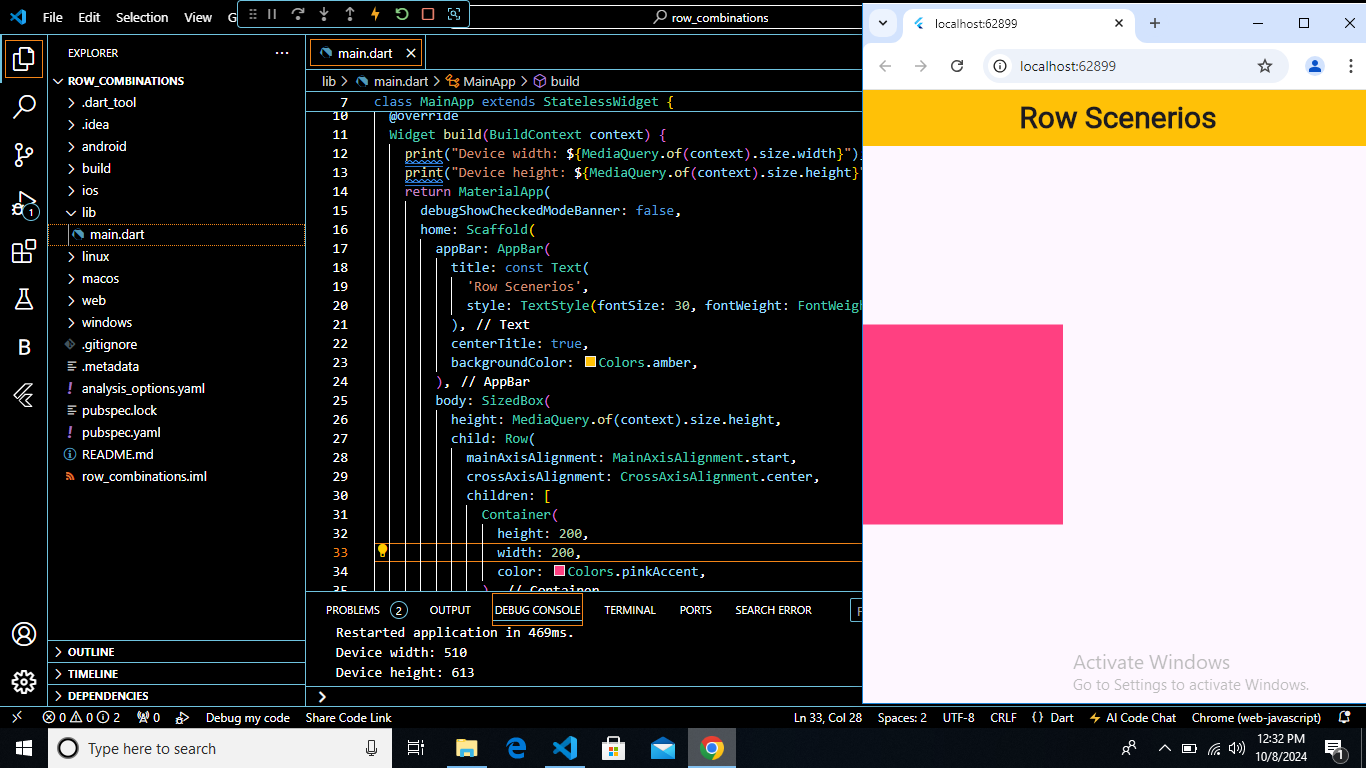 File Edit Selection View G
row_combinations
EXPLORER
ROW_COMBINATIONS
.dart_tool
.idea
android
build
ios
lib
main.dart
linux
macos
web
windows
.gitignore
.metadata
! analysis_options.yaml
pubspec.lock
! pubspec.yaml
README.md
row_combinations.iml
OUTLINE
TIMELINE
DEPENDENCIES
1
B
main.dart
lib > main.dart > MainApp > build
7 class MainApp extends StatelessWidget {
10 @override
11 Widget build(BuildContext context) {
12 print("Device width: ${MediaQuery.of(context).size.width}");
13 print("Device height: ${MediaQuery.of(context).size.height}"
14 return MaterialApp(
15 debugShowCheckedModeBanner: false,
16 home: Scaffold(
17 appBar: AppBar(
18 title: const Text(
19 'Row Scenerios',
20 style: TextStyle(fontSize: 30, fontWeight: FontWeigh
21 ), // Text
22 centerTitle: true,
23 backgroundColor: Colors.amber,
24 ), // AppBar
25 body: SizedBox(
26 height: MediaQuery.of(context).size.height,
27 child: Row(
28 mainAxisAlignment: MainAxisAlignment.start,
29 crossAxisAlignment: CrossAxisAlignment.center,
30 children: [
31 Container(
32 height: 200,
33 width: 200,
34 color: Colors.pinkAccent,
35 ), // Container
PROBLEMS 2 OUTPUT DEBUG CONSOLE TERMINAL PORTS SEARCH ERROR F
Restarted application in 469ms.
Device width: 510
Device height: 613
localhost:62899
localhost:62899
Row Scenerios
Activate Windows
Go to Settings to activate Windows.
0 0 2 0 Debug my code Share Code Link Ln 33, Col 28 Spaces: 2 UTF-8 CRLF {} Dart AI Code Chat Chrome (web-javascript)
Type here to search
12:32 PM
10/8/2024
1